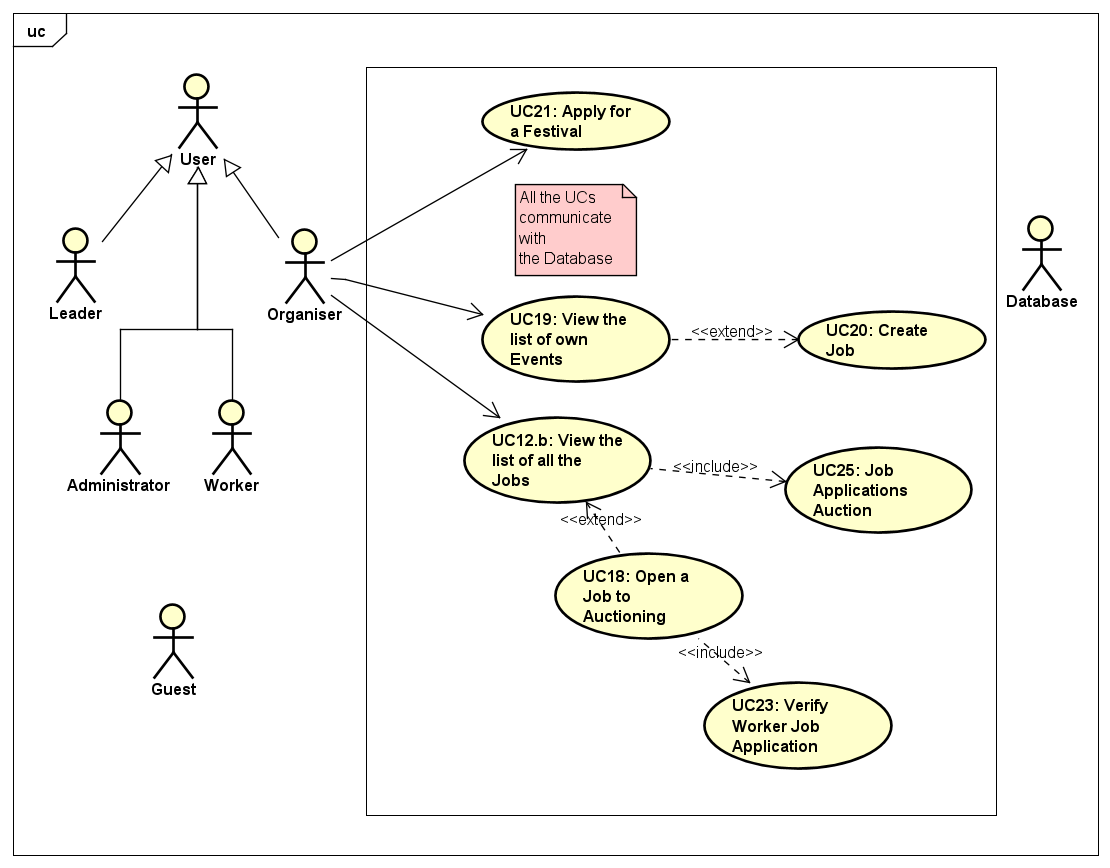 uc
User
Leader
Organiser
Administrator
Worker
Guest
UC21: Apply for
a Festival
All the UCs
communicate
with
the Database
UC19: View the
list of own
Events
<<extend>>
UC20: Create
Job
UC12.b: View the
list of all the
Jobs
<<include>>
UC25: Job
Applications
Auction
<<extend>>
UC18: Open a
Job to
Auctioning
<<include>>
UC23: Verify
Worker Job
Application
Database